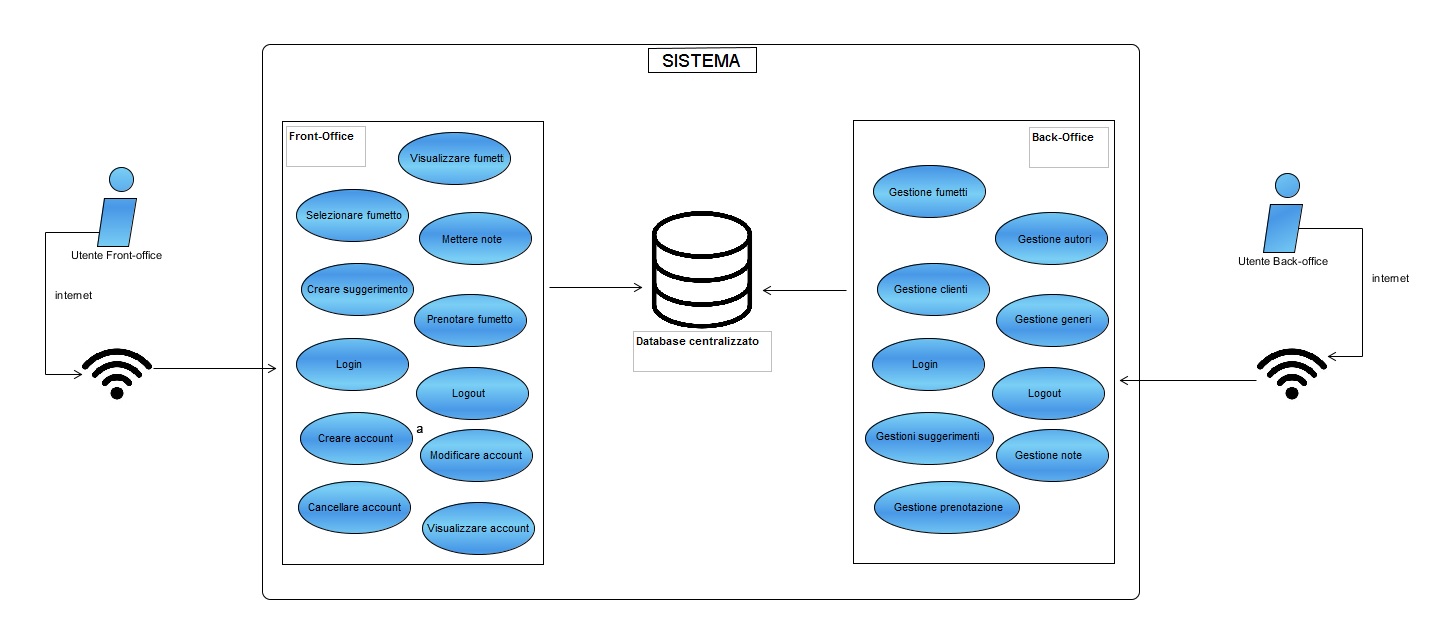 SISTEMA
Front-Office
Visualizzare fumett
Selezionare fumetto
Mettere note
Creare suggerimento
Prenotare fumetto
Login
Logout
Creare account
a
Modificare account
Cancellare account
Visualizzare account
Utente Front-office
internet
Database centralizzato
Back-Office
Gestione fumetti
Gestione autori
Gestione clienti
Gestione generi
Login
Logout
Gestioni suggerimenti
Gestione note
Gestione prenotazione
Utente Back-office
internet